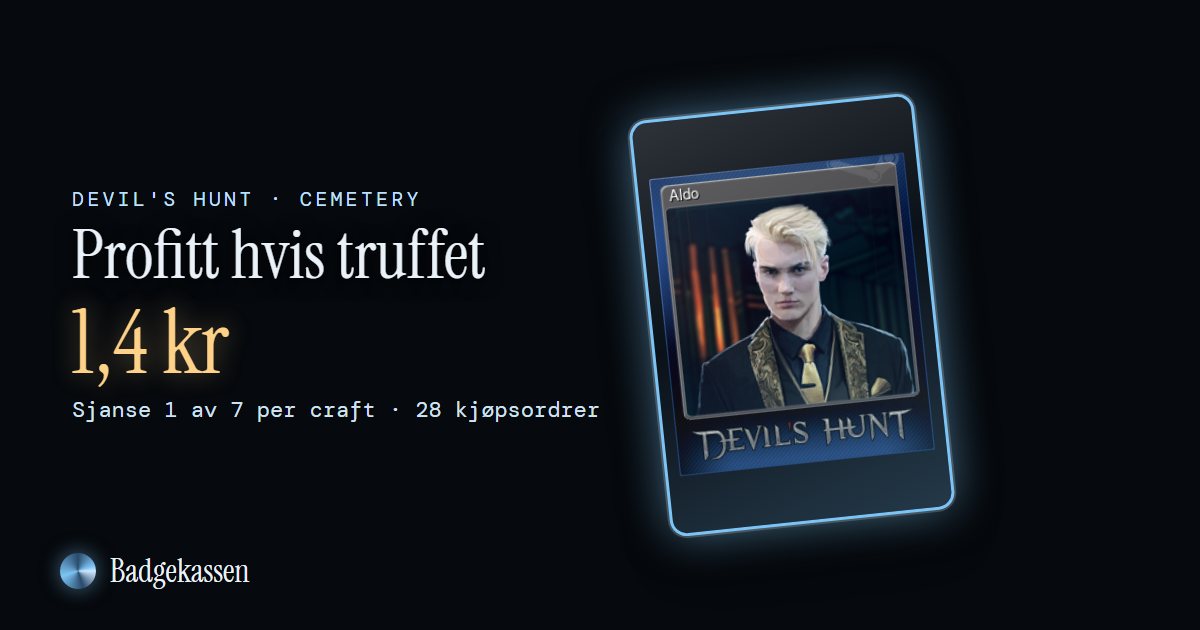 DEVIL'S HUNT · CEMETERY
Profitt hvis truffet
1,4 kr
Sjanse 1 av 7 per craft · 28 kjøpsordrer
Aldo
DEVIL'S HUNT
Badgekassen